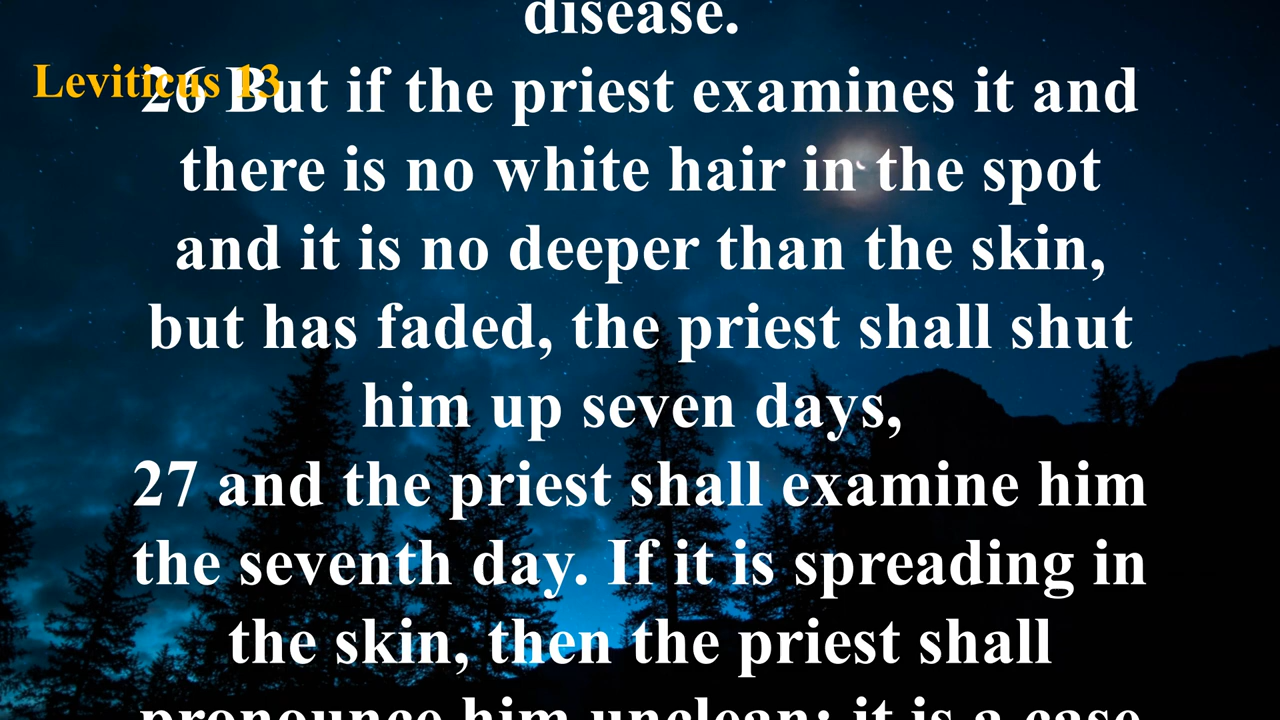 disease.
Leviticus 13
26 But if the priest examines it and
there is no white hair in the spot
and it is no deeper than the skin,
but has faded, the priest shall shut
him up seven days,
27 and the priest shall examine him
the seventh day. If it is spreading in
the skin, then the priest shall
pronounce him unclean; it is a case